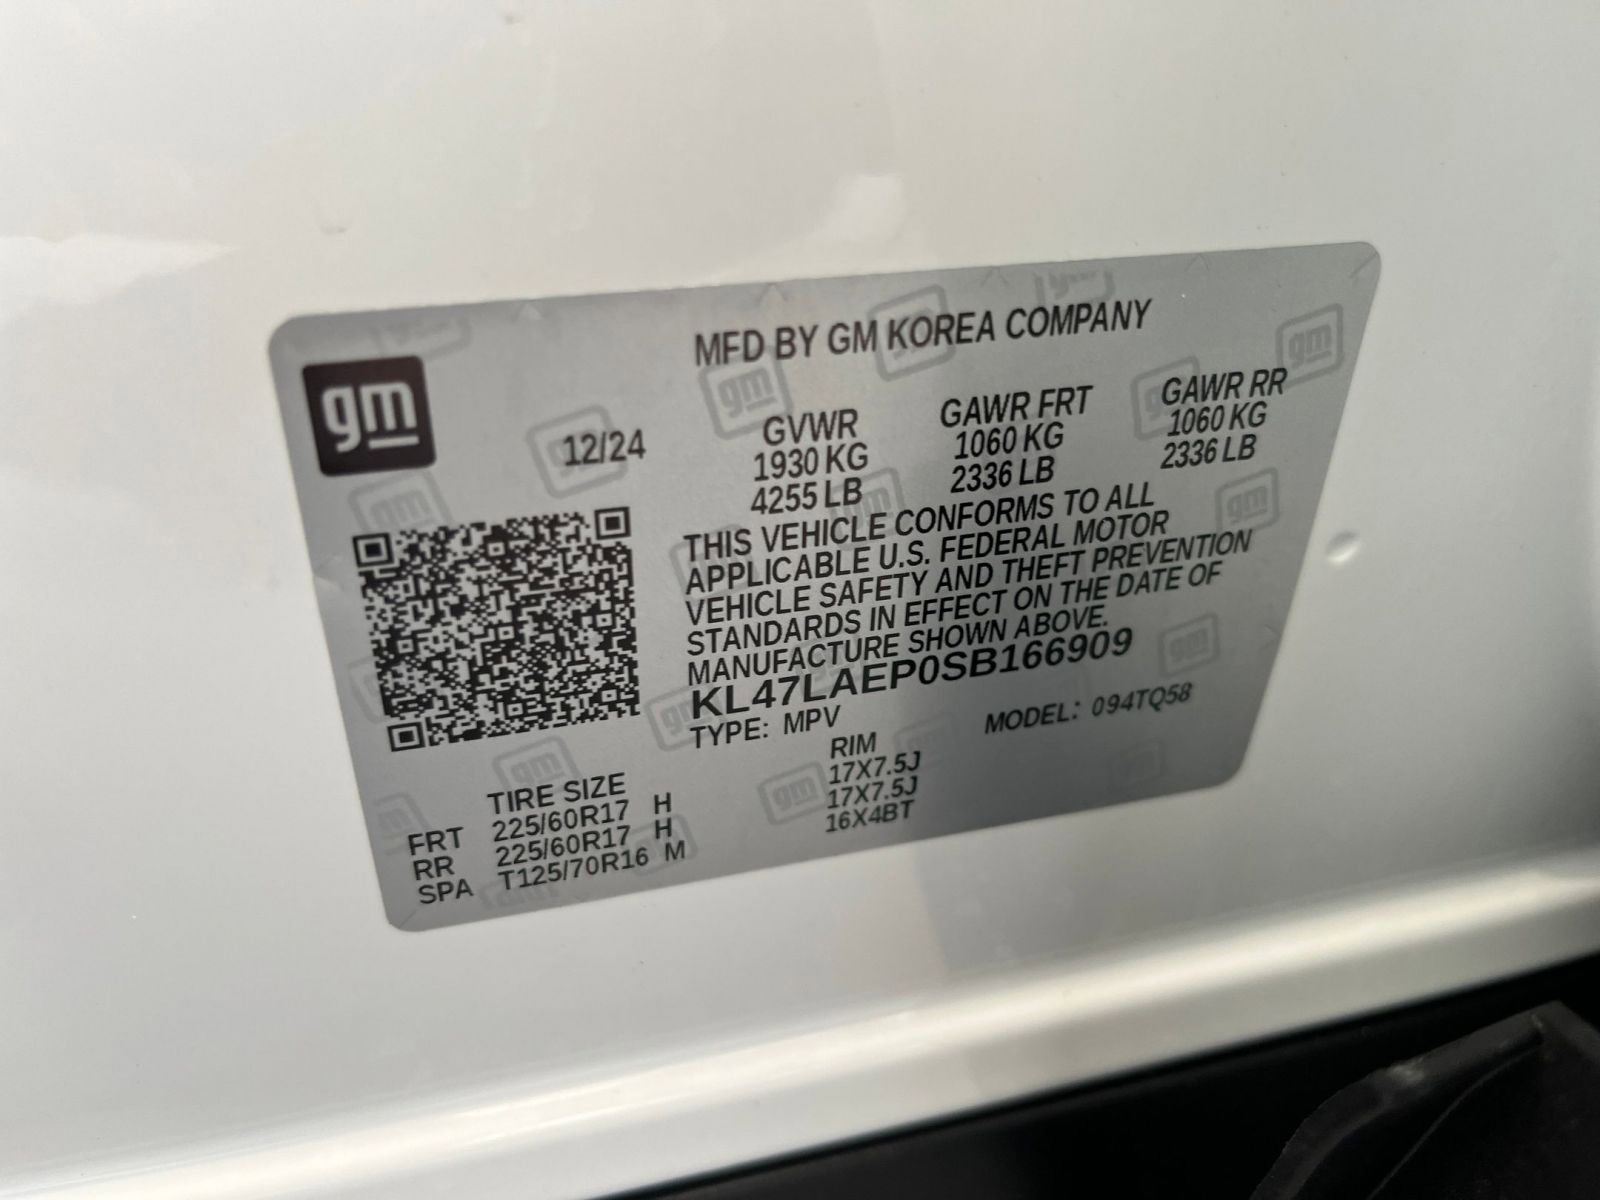 gm
MFD BY GM KOREA COMPANY
12/24
GVWR GAWR FRT GAWR RR
1930 KG 1060 KG 1060 KG
4255 LB 2336 LB 2336 LB
THIS VEHICLE CONFORMS TO ALL
APPLICABLE U.S. FEDERAL MOTOR
VEHICLE SAFETY AND THEFT PREVENTION
STANDARDS IN EFFECT ON THE DATE OF
MANUFACTURE SHOWN ABOVE.
KL47LAEP0SB166909
TYPE: MPV MODEL: 094TQ58
TIRE SIZE RIM
FRT 225/60R17 H 17X7.5J
RR 225/60R17 H 17X7.5J
SPA T125/70R16 M 16X4BT